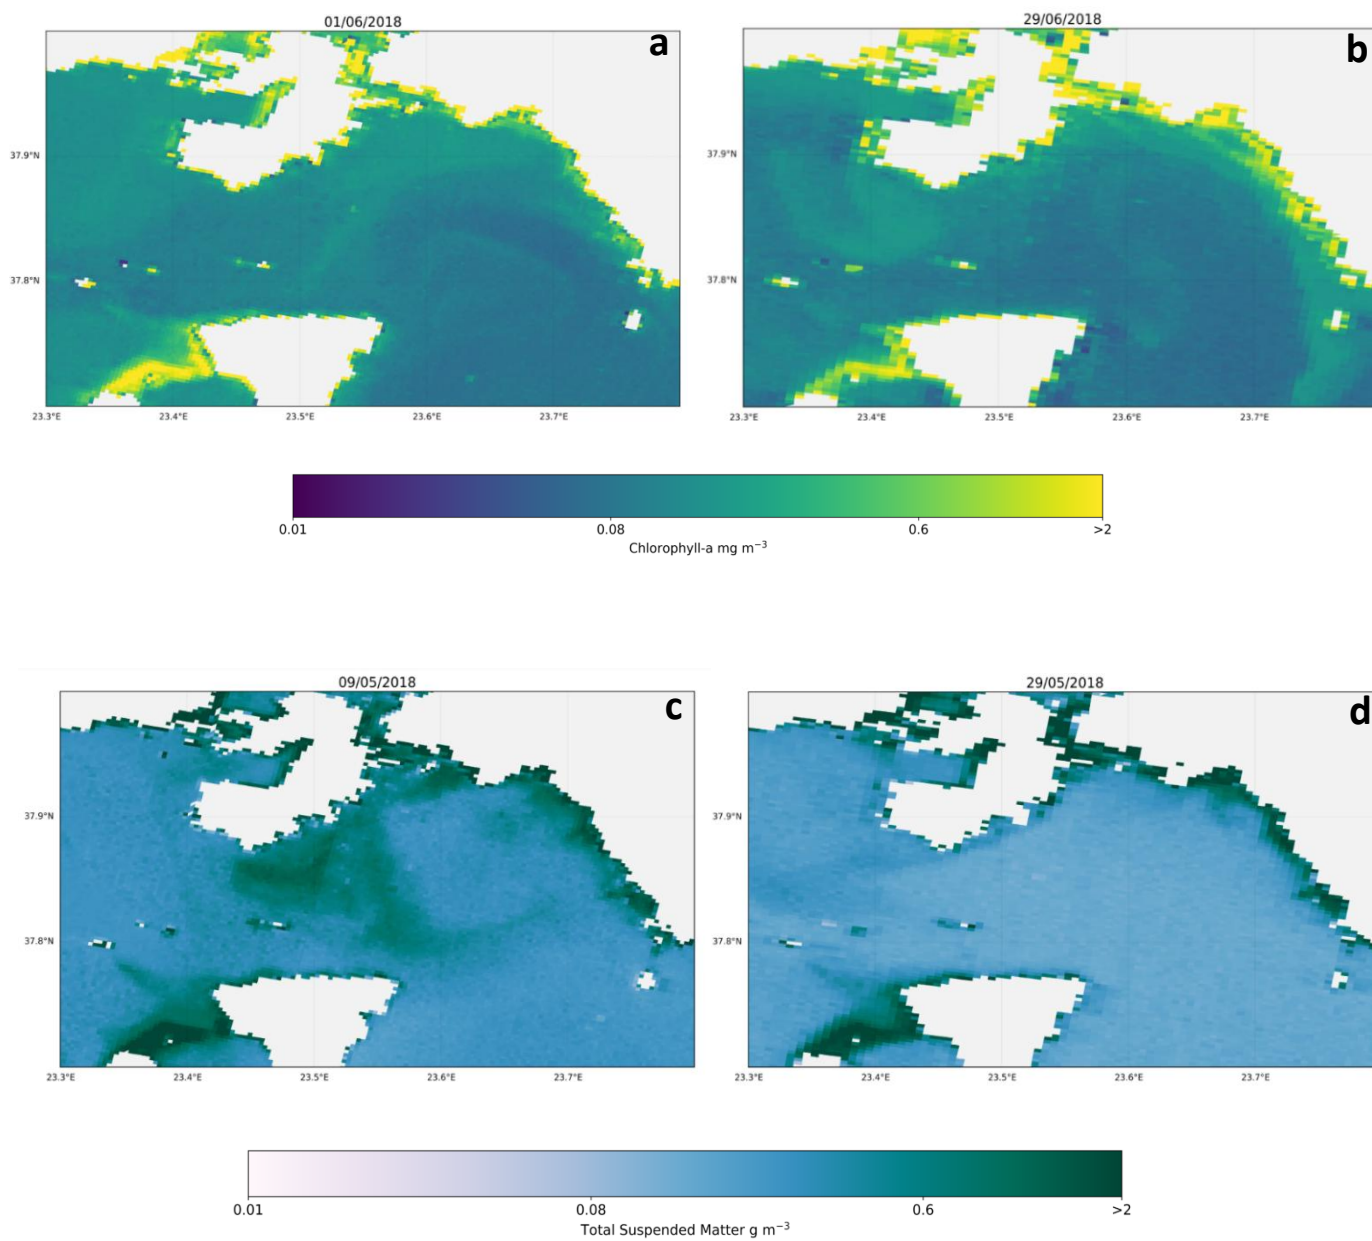 01/06/2018
a
37.9°N
37.8°N
23.3°E 23.4°E 23.5°E 23.6°E 23.7°E
29/06/2018
b
37.9°N
37.8°N
23.3°E 23.4°E 23.5°E 23.6°E 23.7°E
0.01 0.08 0.6 >2
Chlorophyll-a mg m⁻³
09/05/2018
c
37.9°N
37.8°N
23.3°E 23.4°E 23.5°E 23.6°E 23.7°E
29/05/2018
d
37.9°N
37.8°N
23.3°E 23.4°E 23.5°E 23.6°E 23.7°E
0.01 0.08 0.6 >2
Total Suspended Matter g m⁻³